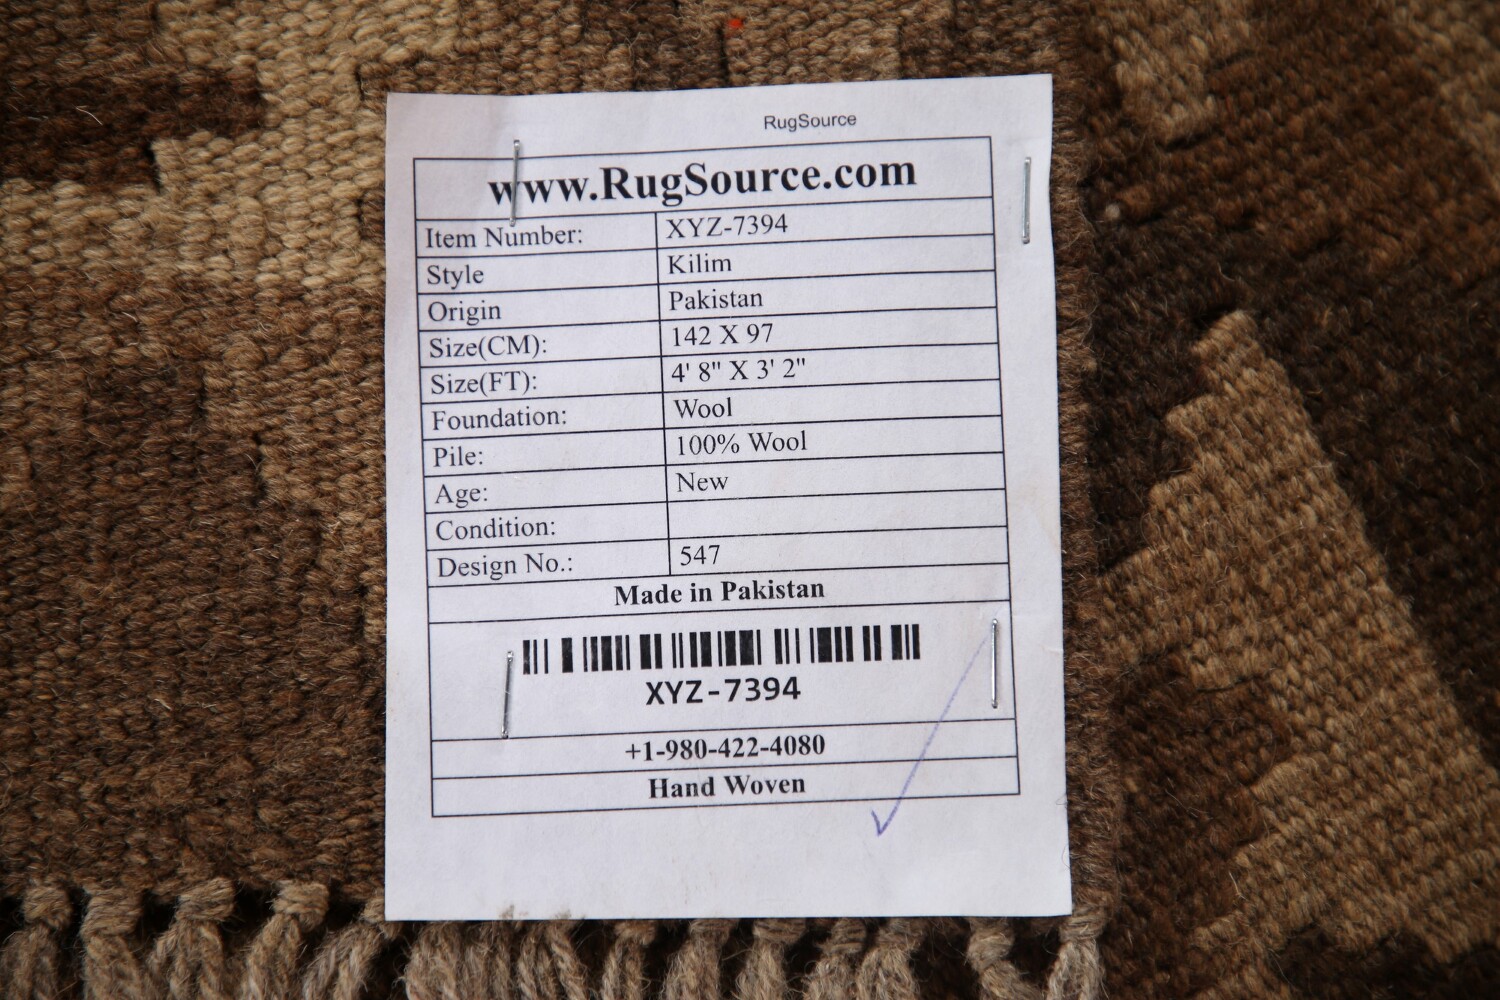 RugSource
www.RugSource.com
Item Number: XYZ-7394
Style Kilim
Origin Pakistan
Size(CM): 142 X 97
Size(FT): 4' 8" X 3' 2"
Foundation: Wool
Pile: 100% Wool
Age: New
Condition:
Design No.: 547
Made in Pakistan
XYZ-7394
+1-980-422-4080
Hand Woven